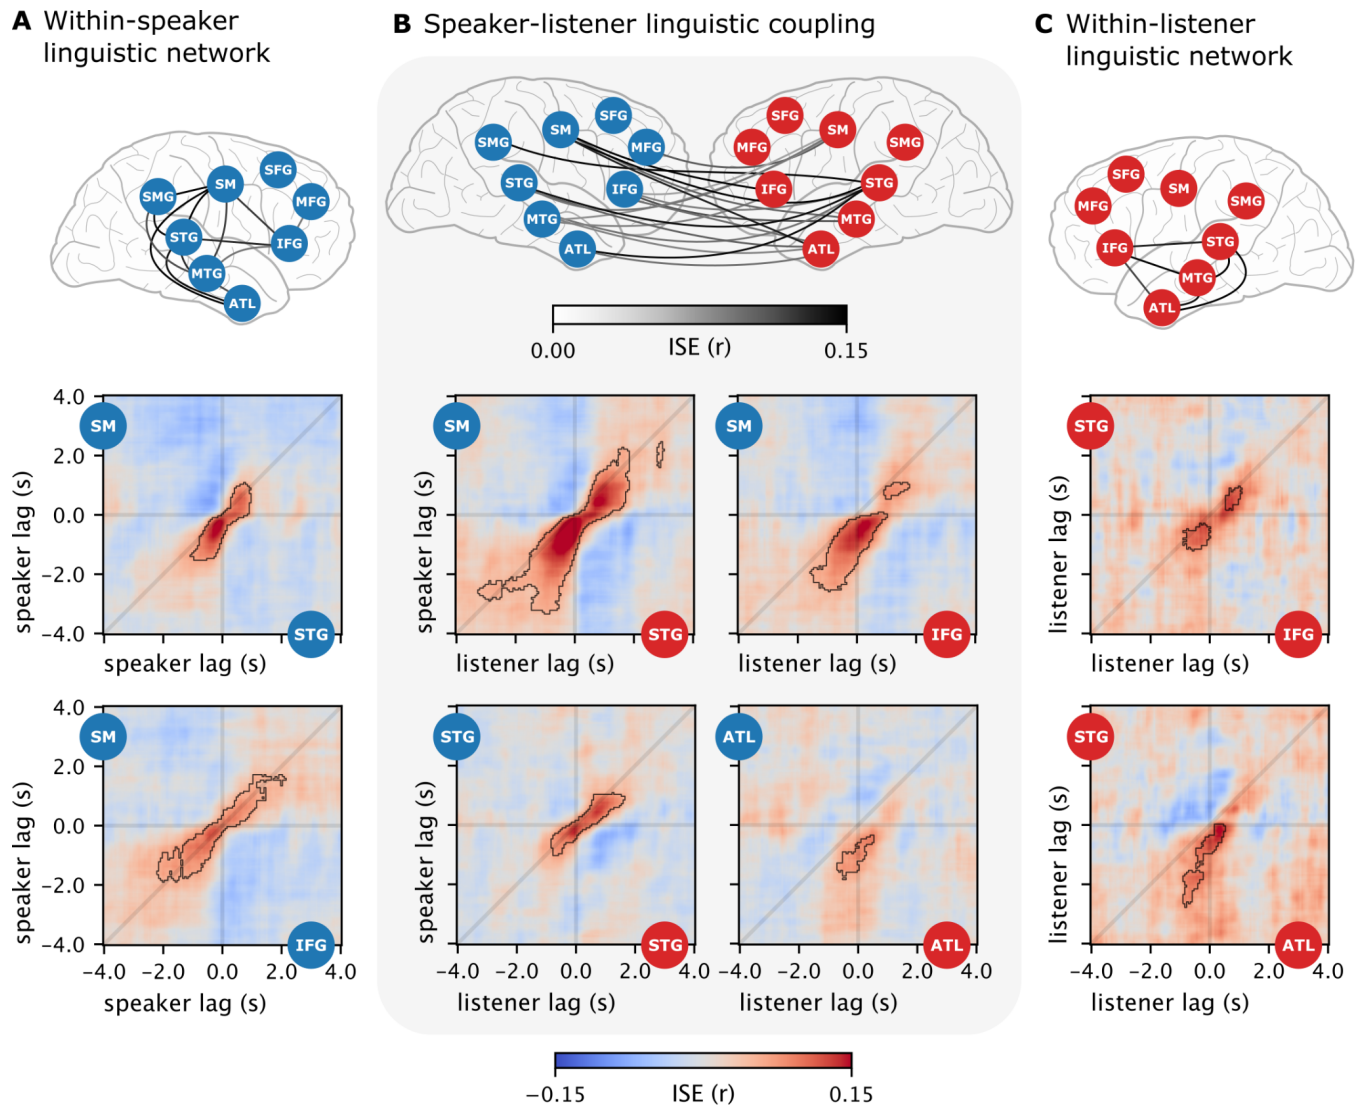 A Within-speaker
linguistic network
B Speaker-listener linguistic coupling
C Within-listener
linguistic network
SMG SM SFG MFG STG IFG MTG ATL
SMG SM SFG MFG STG IFG MTG ATL
SFG SM SMG MFG IFG STG MTG ATL
SFG SM SMG MFG IFG STG MTG ATL
0.00 ISE (r) 0.15
4.0 2.0 0.0 −2.0 −4.0
speaker lag (s)
SM
STG
speaker lag (s)
speaker lag (s)
SM
STG
listener lag (s)
SM
IFG
listener lag (s)
listener lag (s)
STG
IFG
listener lag (s)
4.0 2.0 0.0 −2.0 −4.0
speaker lag (s)
SM
IFG
−4.0 −2.0 0.0 2.0 4.0
speaker lag (s)
speaker lag (s)
STG
STG
−4.0 −2.0 0.0 2.0 4.0
listener lag (s)
ATL
ATL
−4.0 −2.0 0.0 2.0 4.0
listener lag (s)
listener lag (s)
STG
ATL
−4.0 −2.0 0.0 2.0 4.0
listener lag (s)
−0.15 ISE (r) 0.15